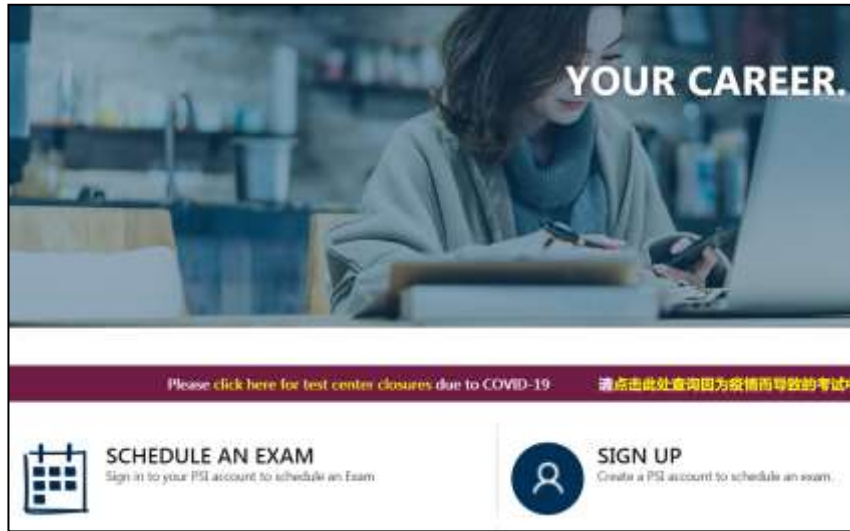 YOUR CAREER.
Please click here for test center closures due to COVID-19 请点击此处查询因为疫情而导致的考试中
SCHEDULE AN EXAM
Sign in to your PSI account to schedule an Exam
SIGN UP
Create a PSI account to schedule an exam.